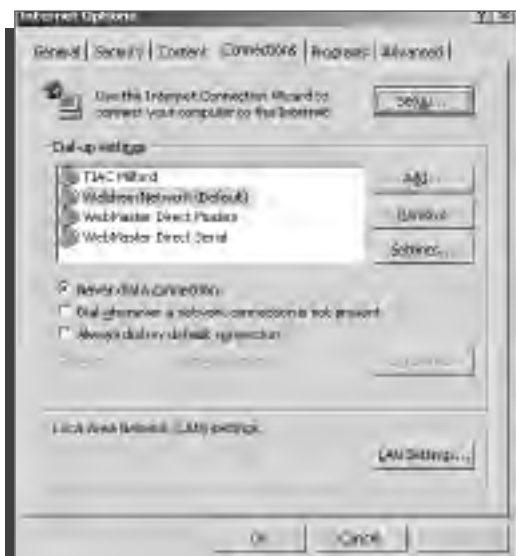 Internet Options
General Security Content Connections Programs Advanced
Use the Internet Connection Wizard to
connect your computer to the Internet.
Setup...
Dial-up settings
TIAC Milford
(Default)
WebMaster Direct Modem
WebMaster Direct Serial
Add...
Remove
Settings...
Never dial a connection
Dial whenever a network connection is not present
Always dial my default connection
Local Area Network (LAN) settings
LAN Settings...
OK Cancel